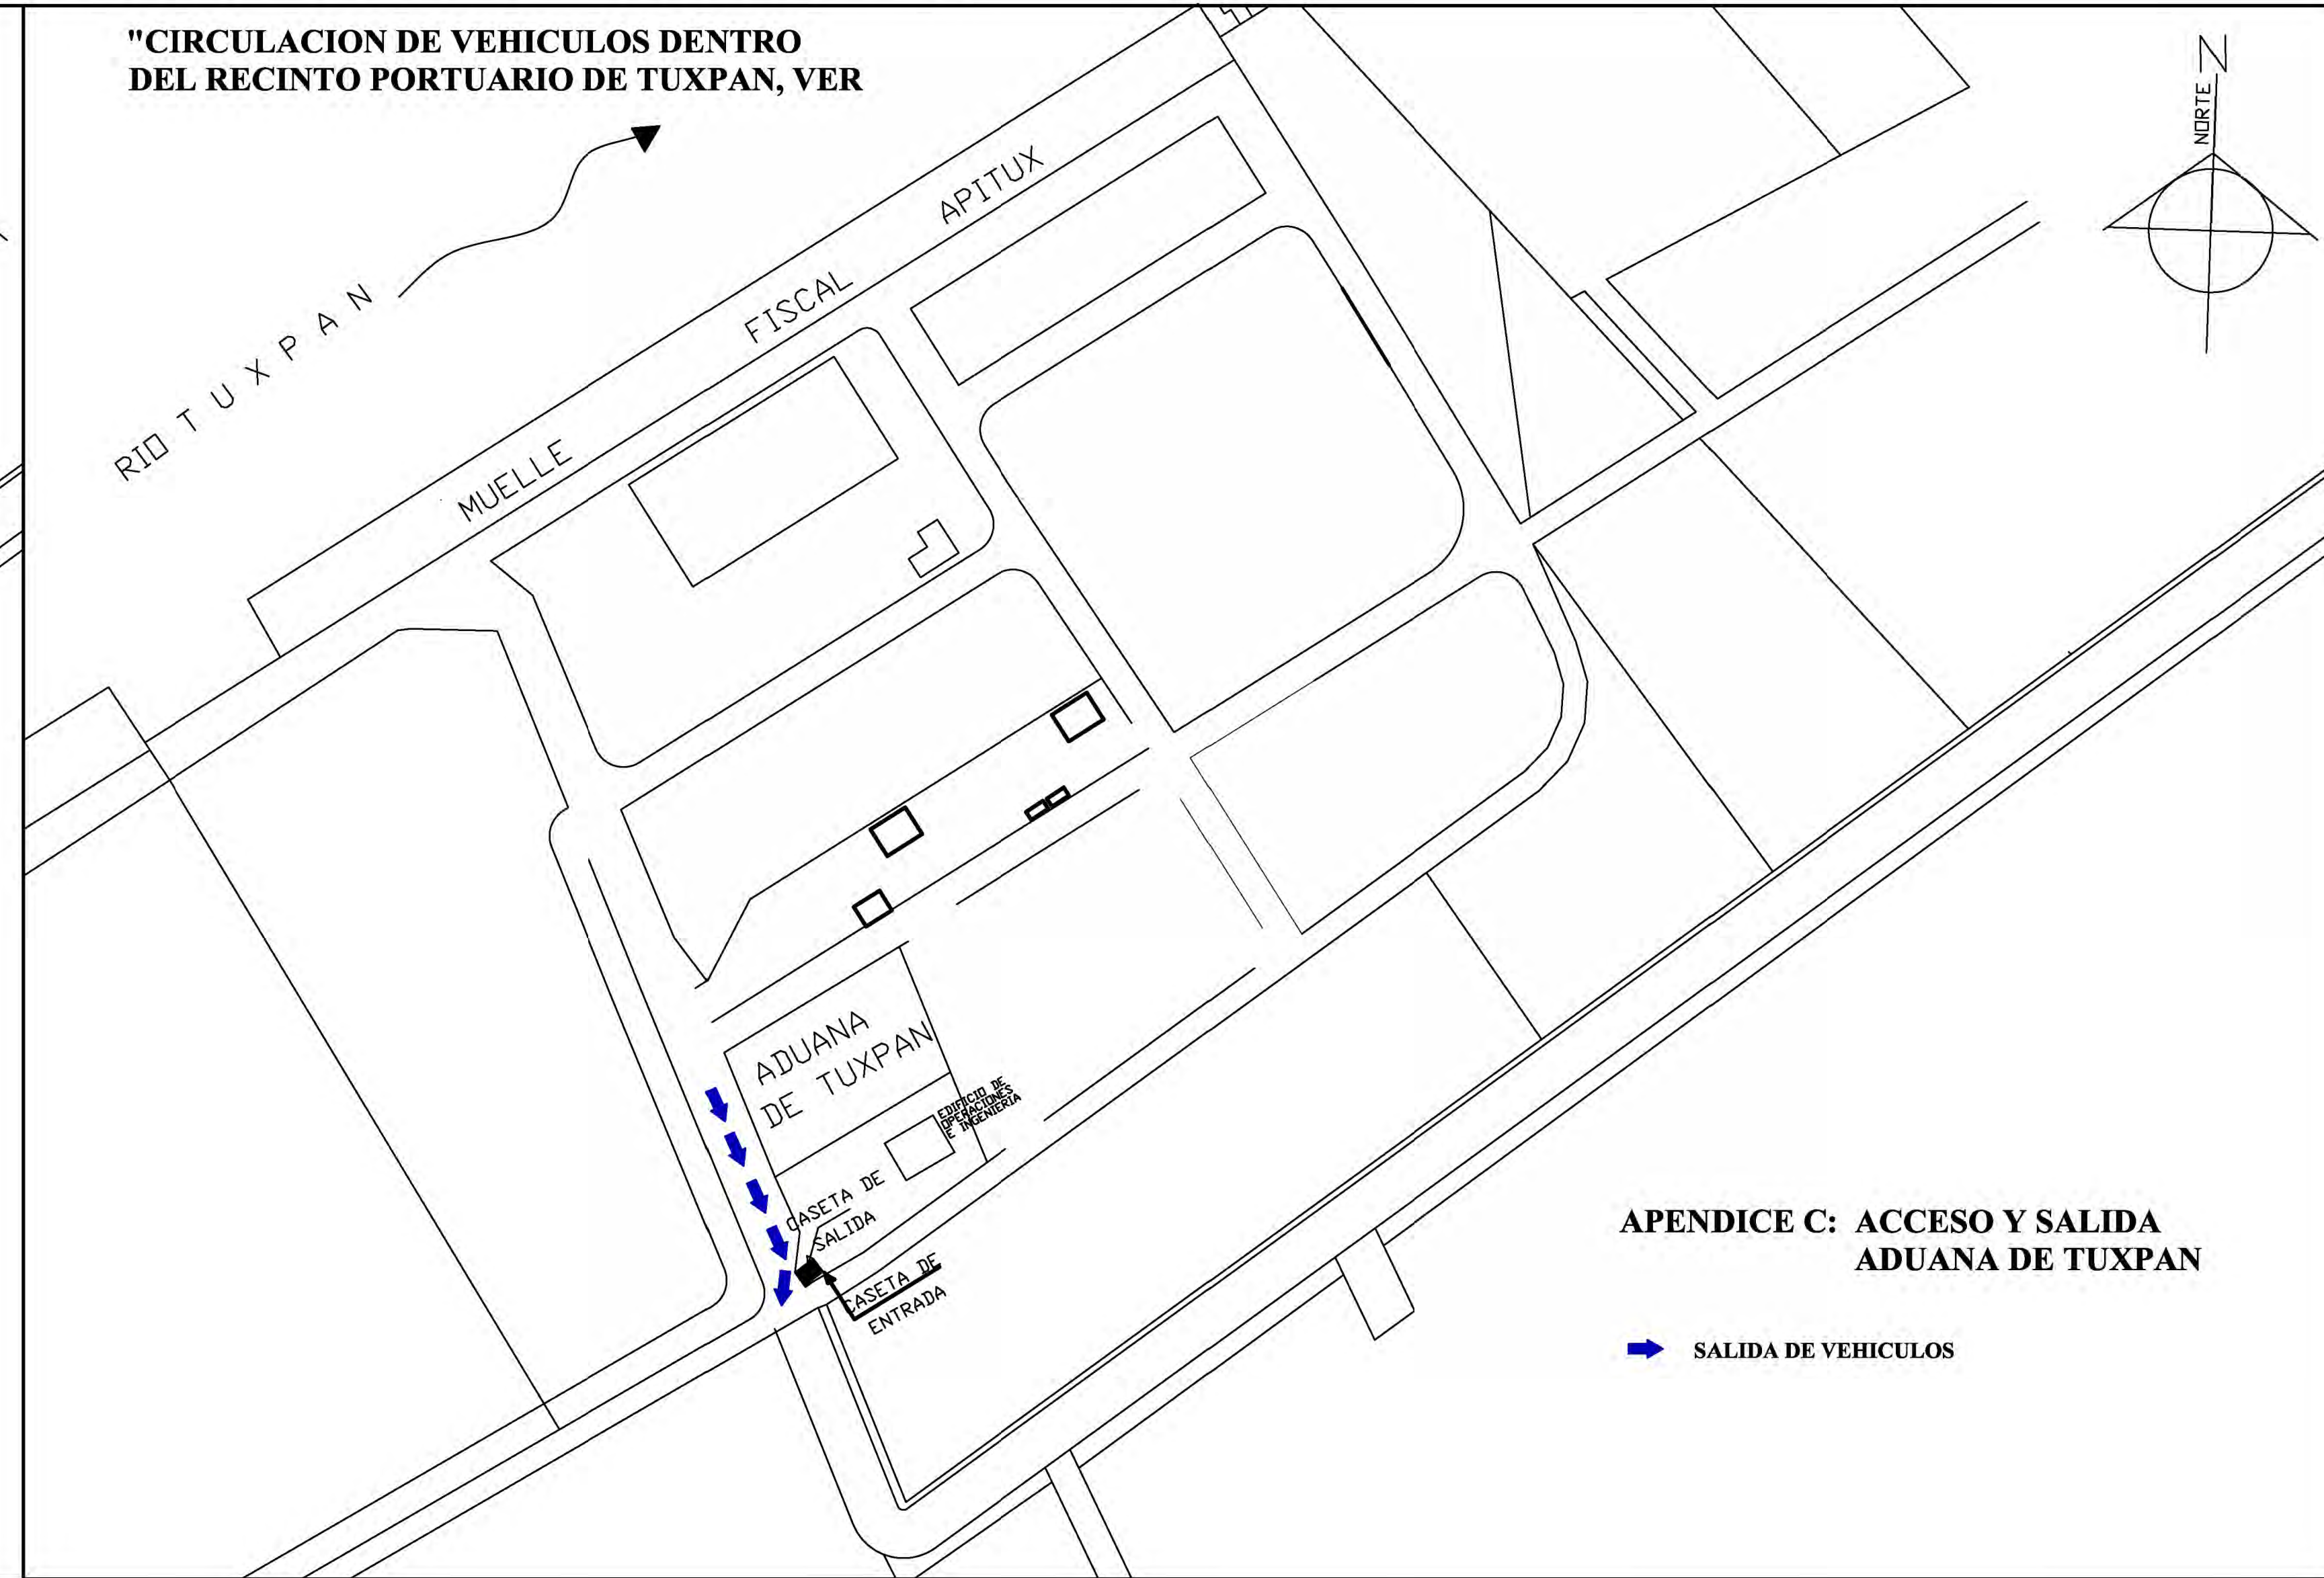 "CIRCULACION DE VEHICULOS DENTRO
DEL RECINTO PORTUARIO DE TUXPAN, VER
N
NORTE
RIO TUXPAN
MUELLE FISCAL APITUX
ADUANA
DE TUXPAN
EDIFICIO DE
OPERACIONES
E INGENIERIA
CASETA DE
SALIDA
CASETA DE
ENTRADA
APENDICE C: ACCESO Y SALIDA
ADUANA DE TUXPAN
SALIDA DE VEHICULOS